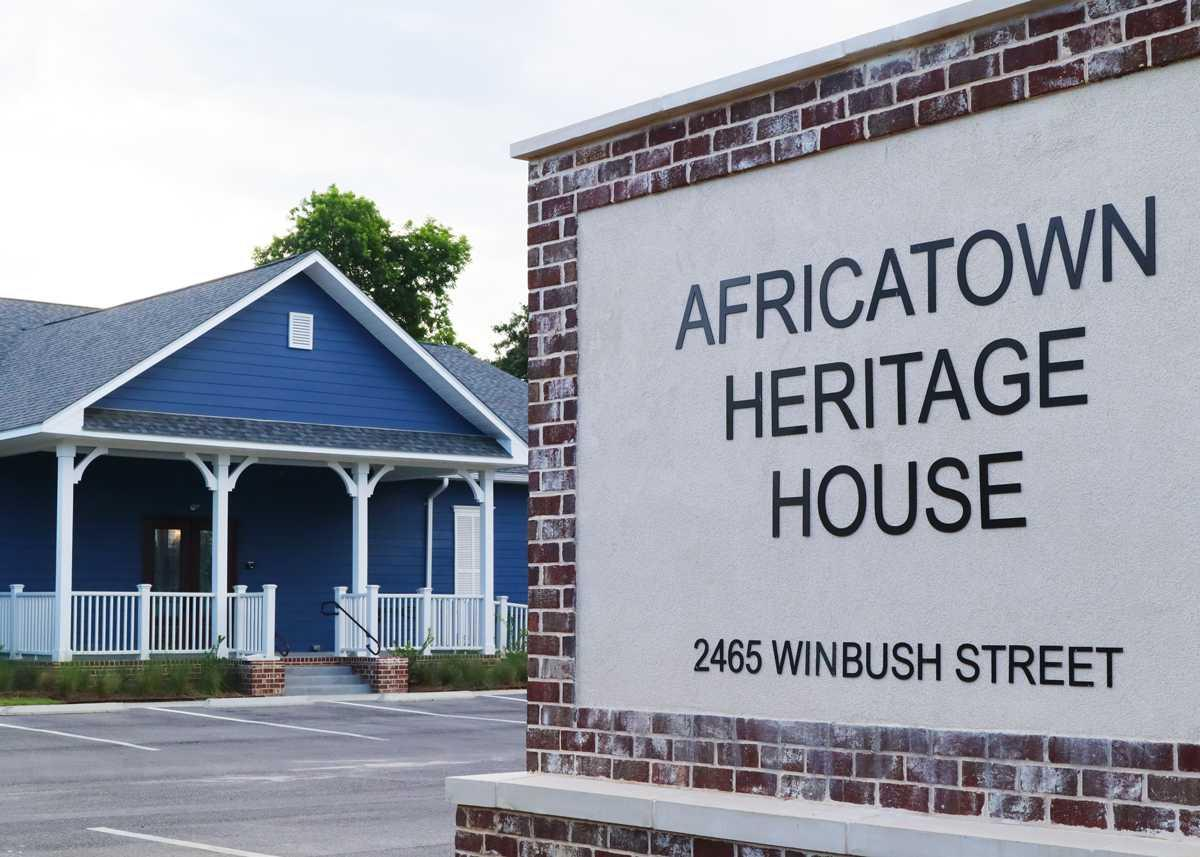 AFRICATOWN
HERITAGE
HOUSE
2465 WINBUSH STREET